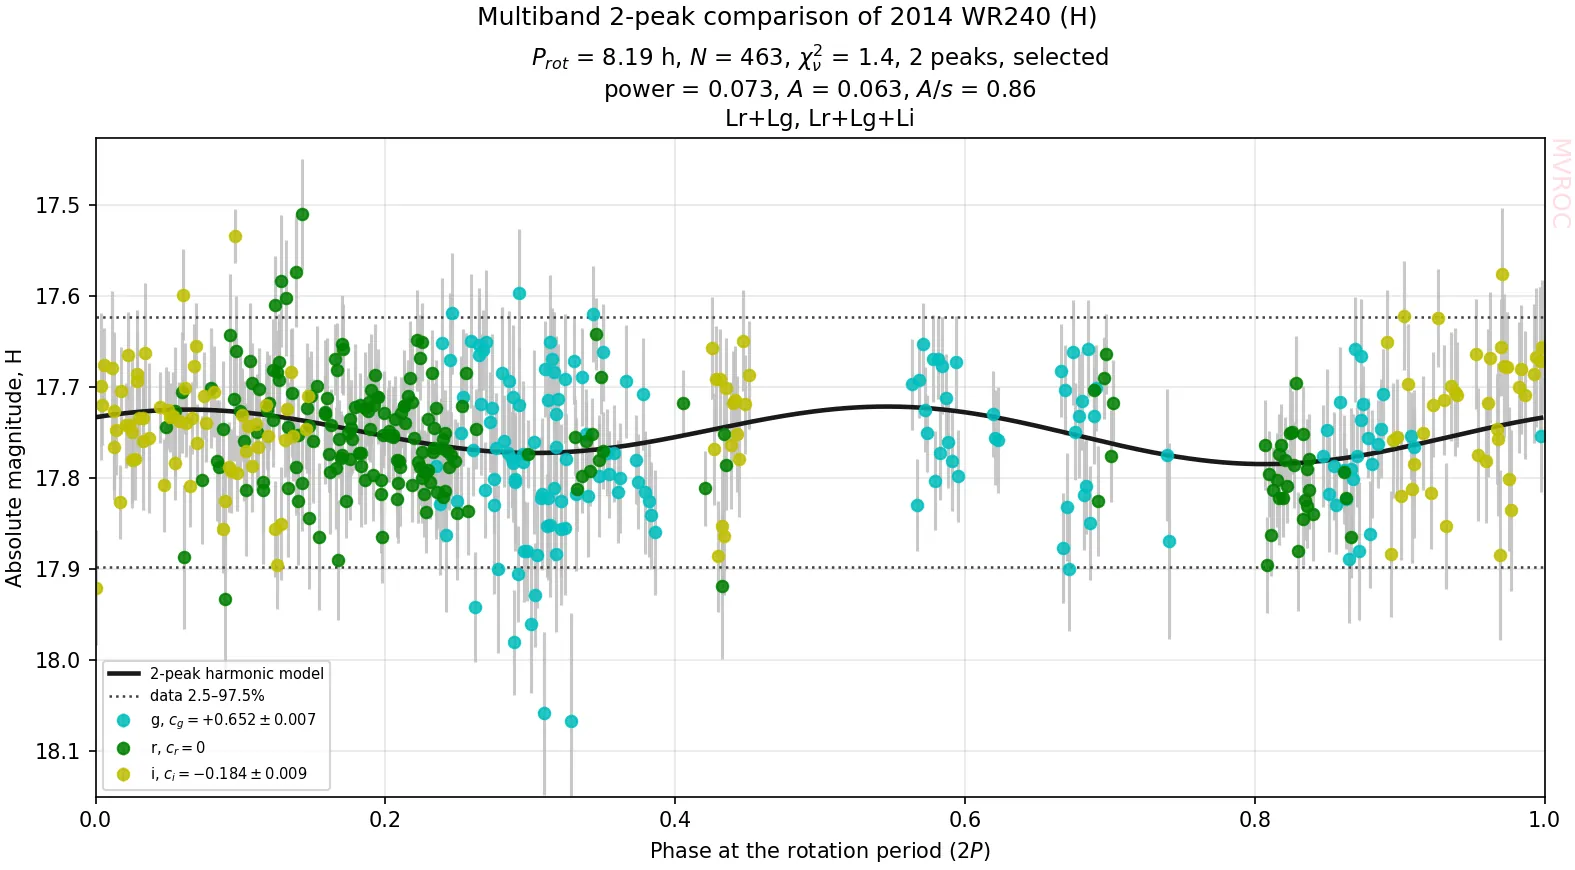 Multiband 2-peak comparison of 2014 WR240 (H)
P_rot = 8.19 h, N = 463, χ²_ν = 1.4, 2 peaks, selected
power = 0.073, A = 0.063, A/s = 0.86
Lr+Lg, Lr+Lg+Li
MVROC
17.5
17.6
17.7
17.8
17.9
18.0
18.1
Absolute magnitude, H
2-peak harmonic model
data 2.5–97.5%
g, c_g = +0.652 ± 0.007
r, c_r = 0
i, c_i = −0.184 ± 0.009
0.0 0.2 0.4 0.6 0.8 1.0
Phase at the rotation period (2P)